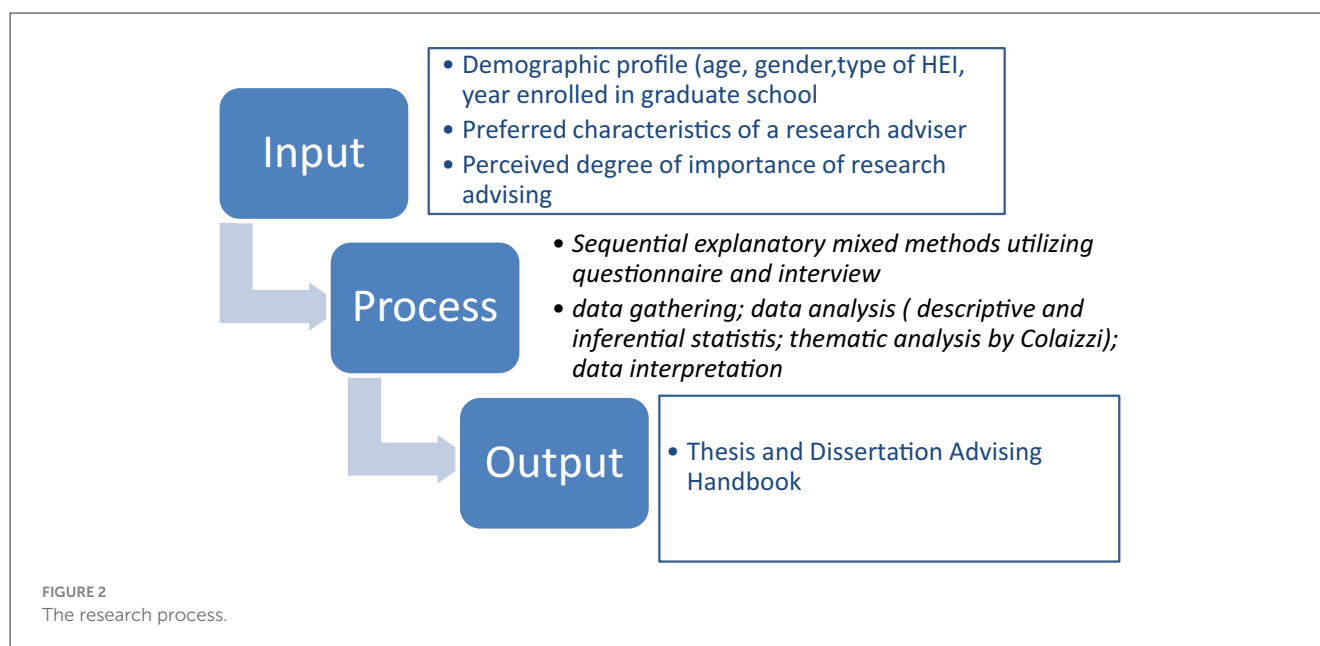 Input
• Demographic profile (age, gender,type of HEI,
year enrolled in graduate school
• Preferred characteristics of a research adviser
• Perceived degree of importance of research
advising
Process
• Sequential explanatory mixed methods utilizing
questionnaire and interview
• data gathering; data analysis ( descriptive and
inferential statistis; thematic analysis by Colaizzi);
data interpretation
Output
• Thesis and Dissertation Advising
Handbook
FIGURE 2
The research process.